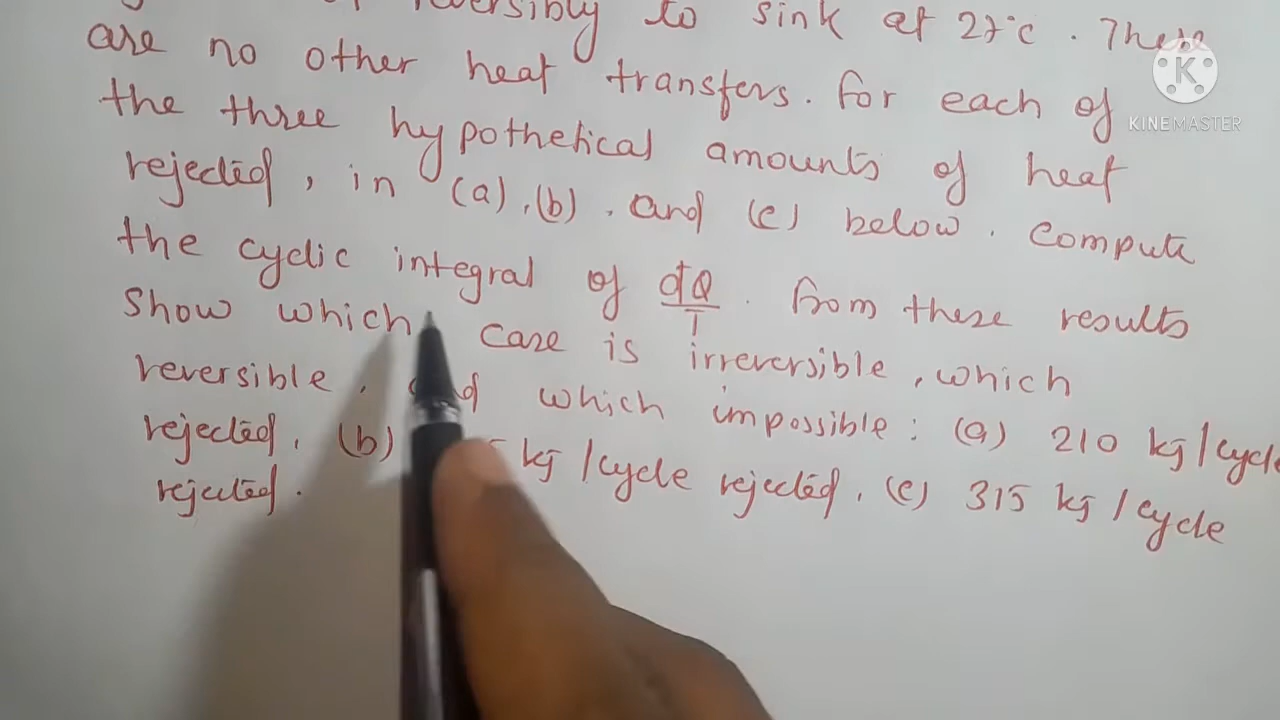 reversibly to sink at 27°c. There
are no other heat transfers. for each of
the three hypothetical amounts of heat
rejected, in (a), (b), and (c) below. Compute
the cyclic integral of dQ/T. from these results
show which case is irreversible, which
reversible, and which impossible: (a) 210 kJ/cycle
rejected. (b) kJ/cycle rejected. (c) 315 kJ/cycle
rejected.
KINEMASTER